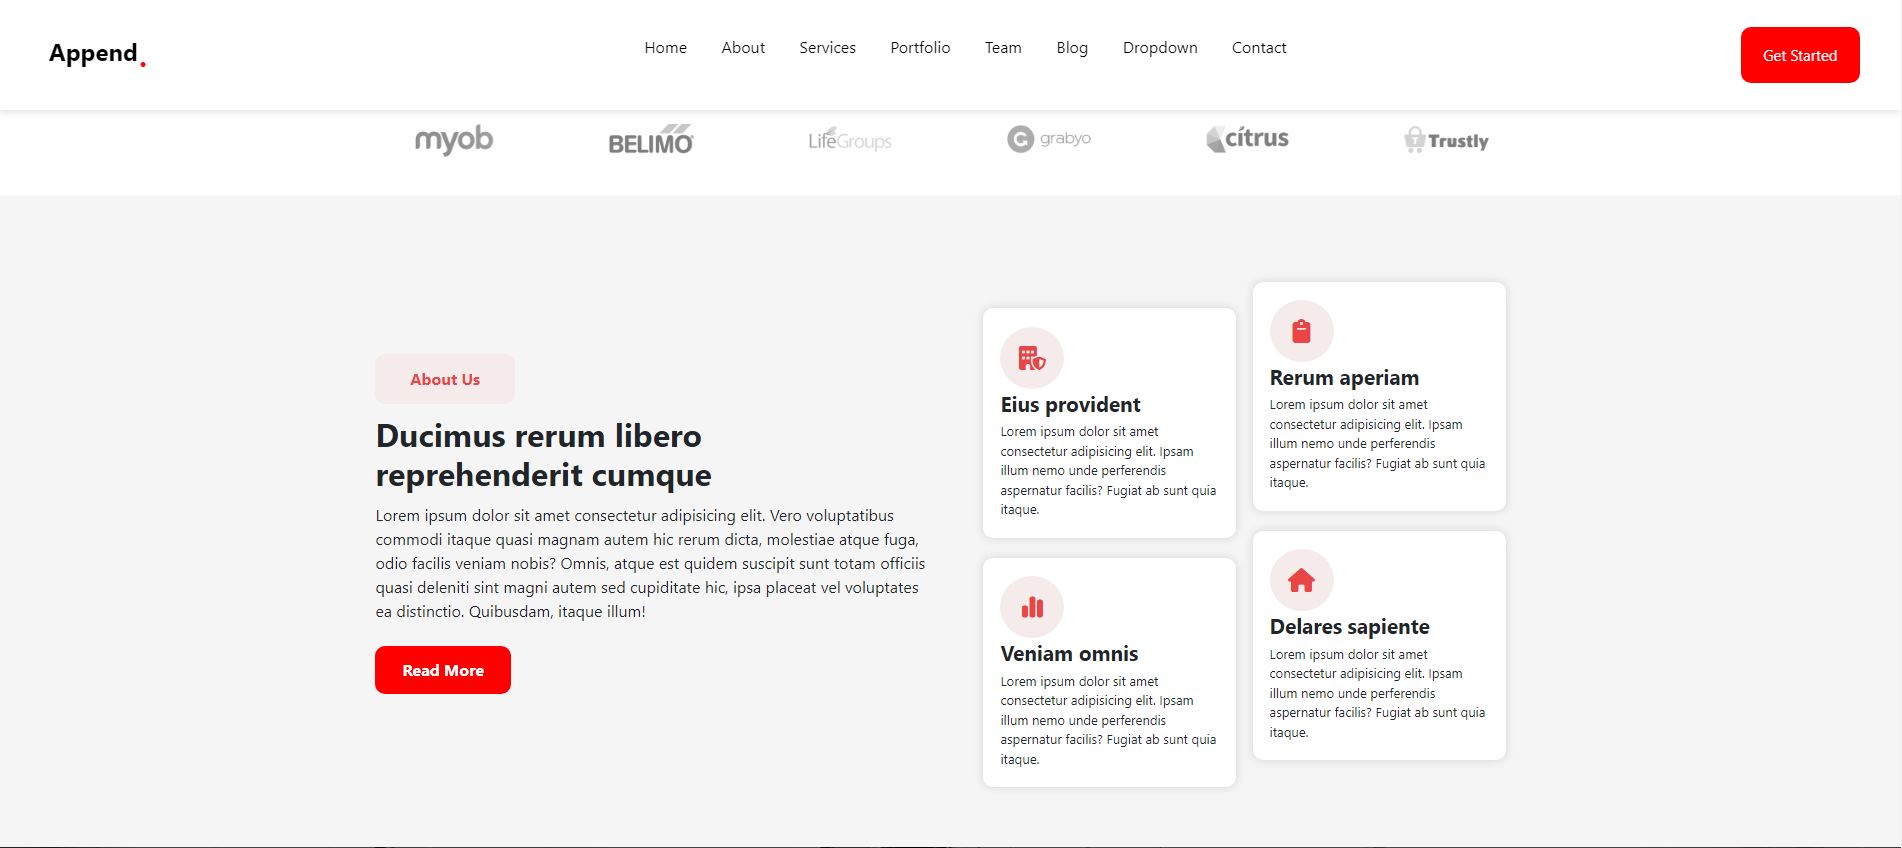 Append.
Home About Services Portfolio Team Blog Dropdown Contact
Get Started
myob BELIMO LifeGroups grabyo citrus Trustly
About Us
Ducimus rerum libero
reprehenderit cumque
Lorem ipsum dolor sit amet consectetur adipisicing elit. Vero voluptatibus
commodi itaque quasi magnam autem hic rerum dicta, molestiae atque fuga,
odio facilis veniam nobis? Omnis, atque est quidem suscipit sunt totam officiis
quasi deleniti sint magni autem sed cupiditate hic, ipsa placeat vel voluptates
ea distinctio. Quibusdam, itaque illum!
Read More
Eius provident
Lorem ipsum dolor sit amet
consectetur adipisicing elit. Ipsam
illum nemo unde perferendis
aspernatur facilis? Fugiat ab sunt quia
itaque.
Rerum aperiam
Lorem ipsum dolor sit amet
consectetur adipisicing elit. Ipsam
illum nemo unde perferendis
aspernatur facilis? Fugiat ab sunt quia
itaque.
Veniam omnis
Lorem ipsum dolor sit amet
consectetur adipisicing elit. Ipsam
illum nemo unde perferendis
aspernatur facilis? Fugiat ab sunt quia
itaque.
Delares sapiente
Lorem ipsum dolor sit amet
consectetur adipisicing elit. Ipsam
illum nemo unde perferendis
aspernatur facilis? Fugiat ab sunt quia
itaque.